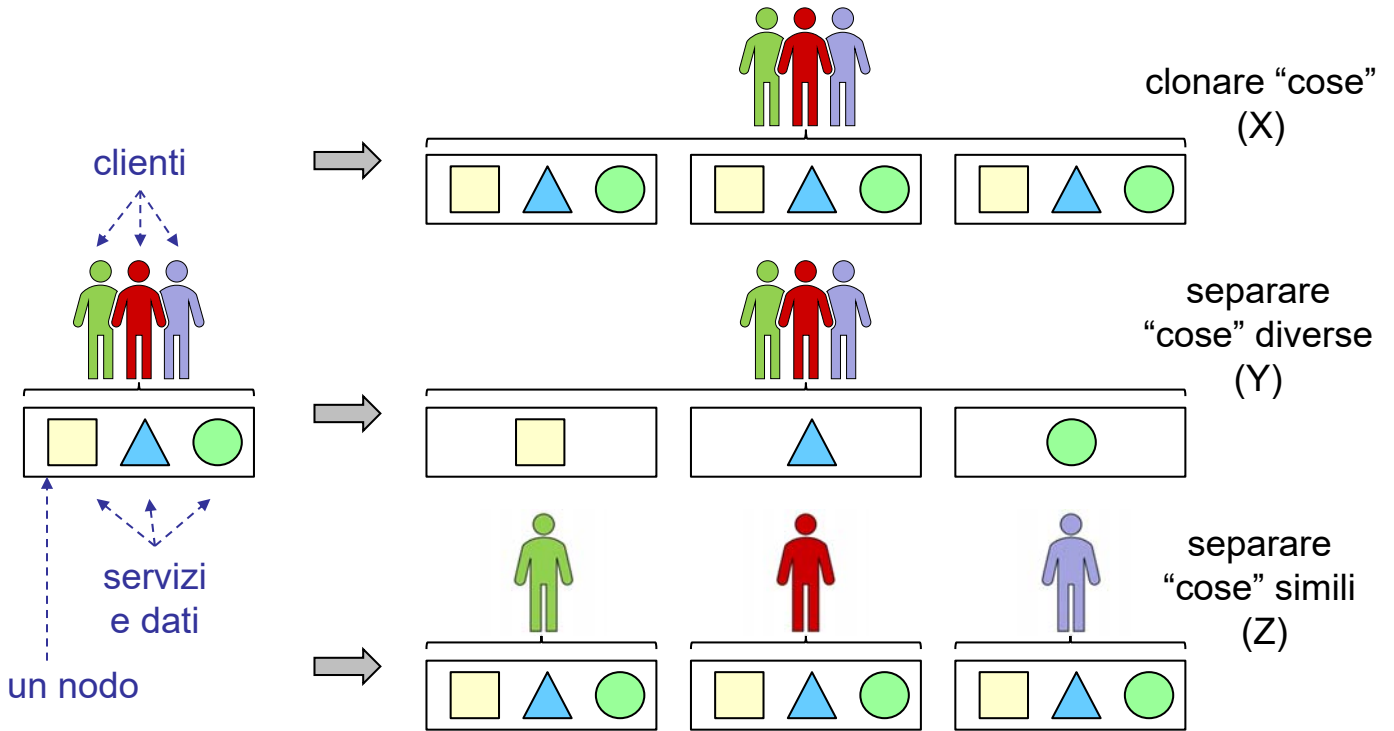 clonare “cose”
(X)
clienti
separare
“cose” diverse
(Y)
servizi
e dati
un nodo
separare
“cose” simili
(Z)